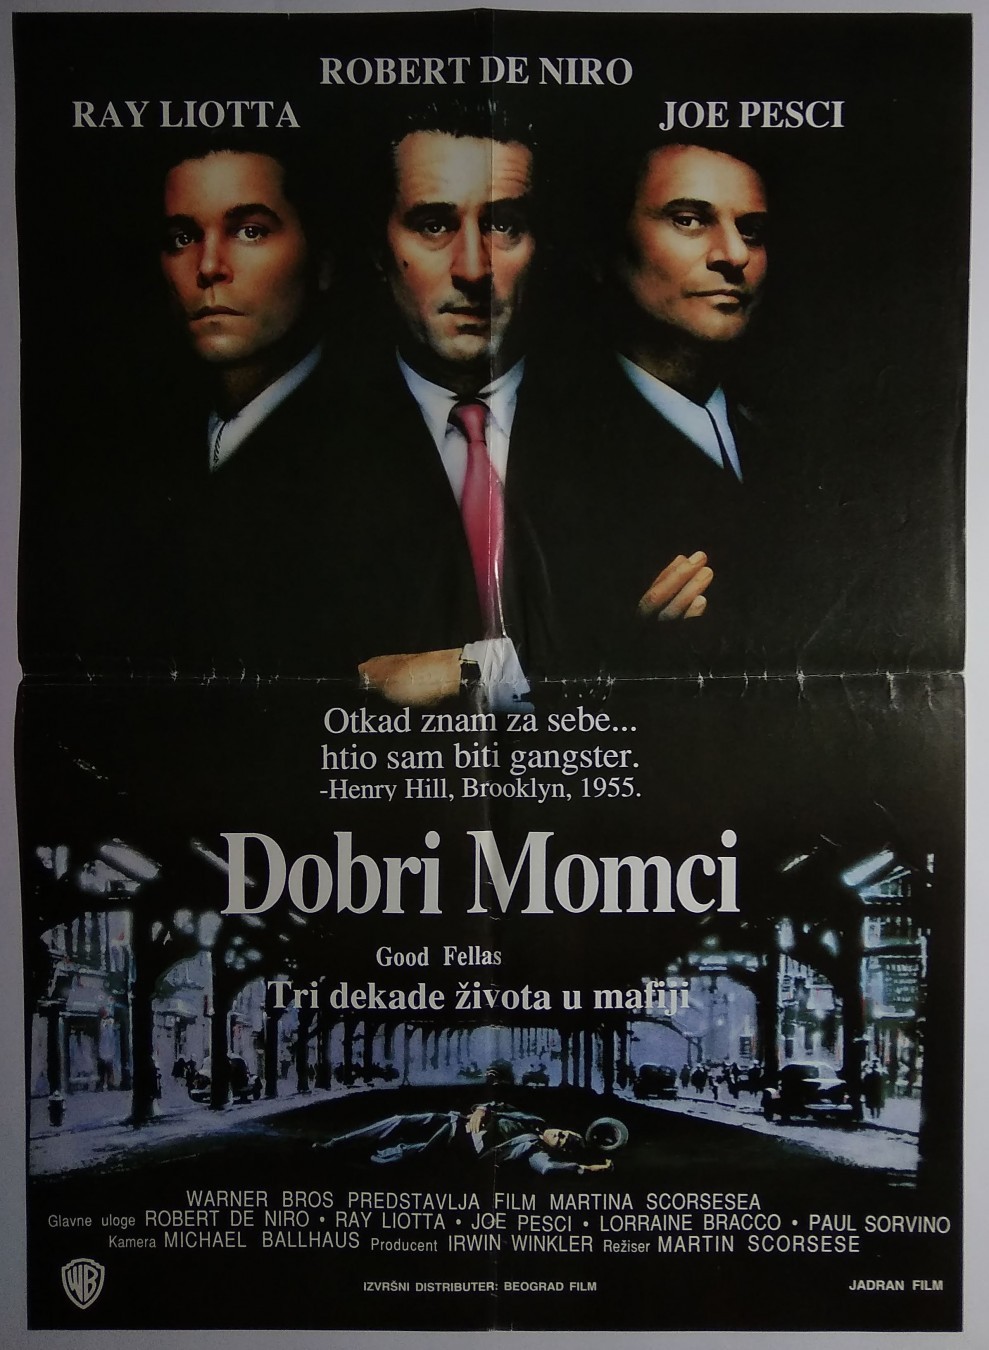 ROBERT DE NIRO
RAY LIOTTA JOE PESCI
Otkad znam za sebe...
htio sam biti gangster.
-Henry Hill, Brooklyn, 1955.
Dobri Momci
Good Fellas
Tri dekade života u mafiji
WARNER BROS PREDSTAVLJA FILM MARTINA SCORSESEA
Glavne uloge ROBERT DE NIRO • RAY LIOTTA • JOE PESCI • LORRAINE BRACCO • PAUL SORVINO
Kamera MICHAEL BALLHAUS Producent IRWIN WINKLER Režiser MARTIN SCORSESE
WB
IZVRŠNI DISTRIBUTER: BEOGRAD FILM
JADRAN FILM